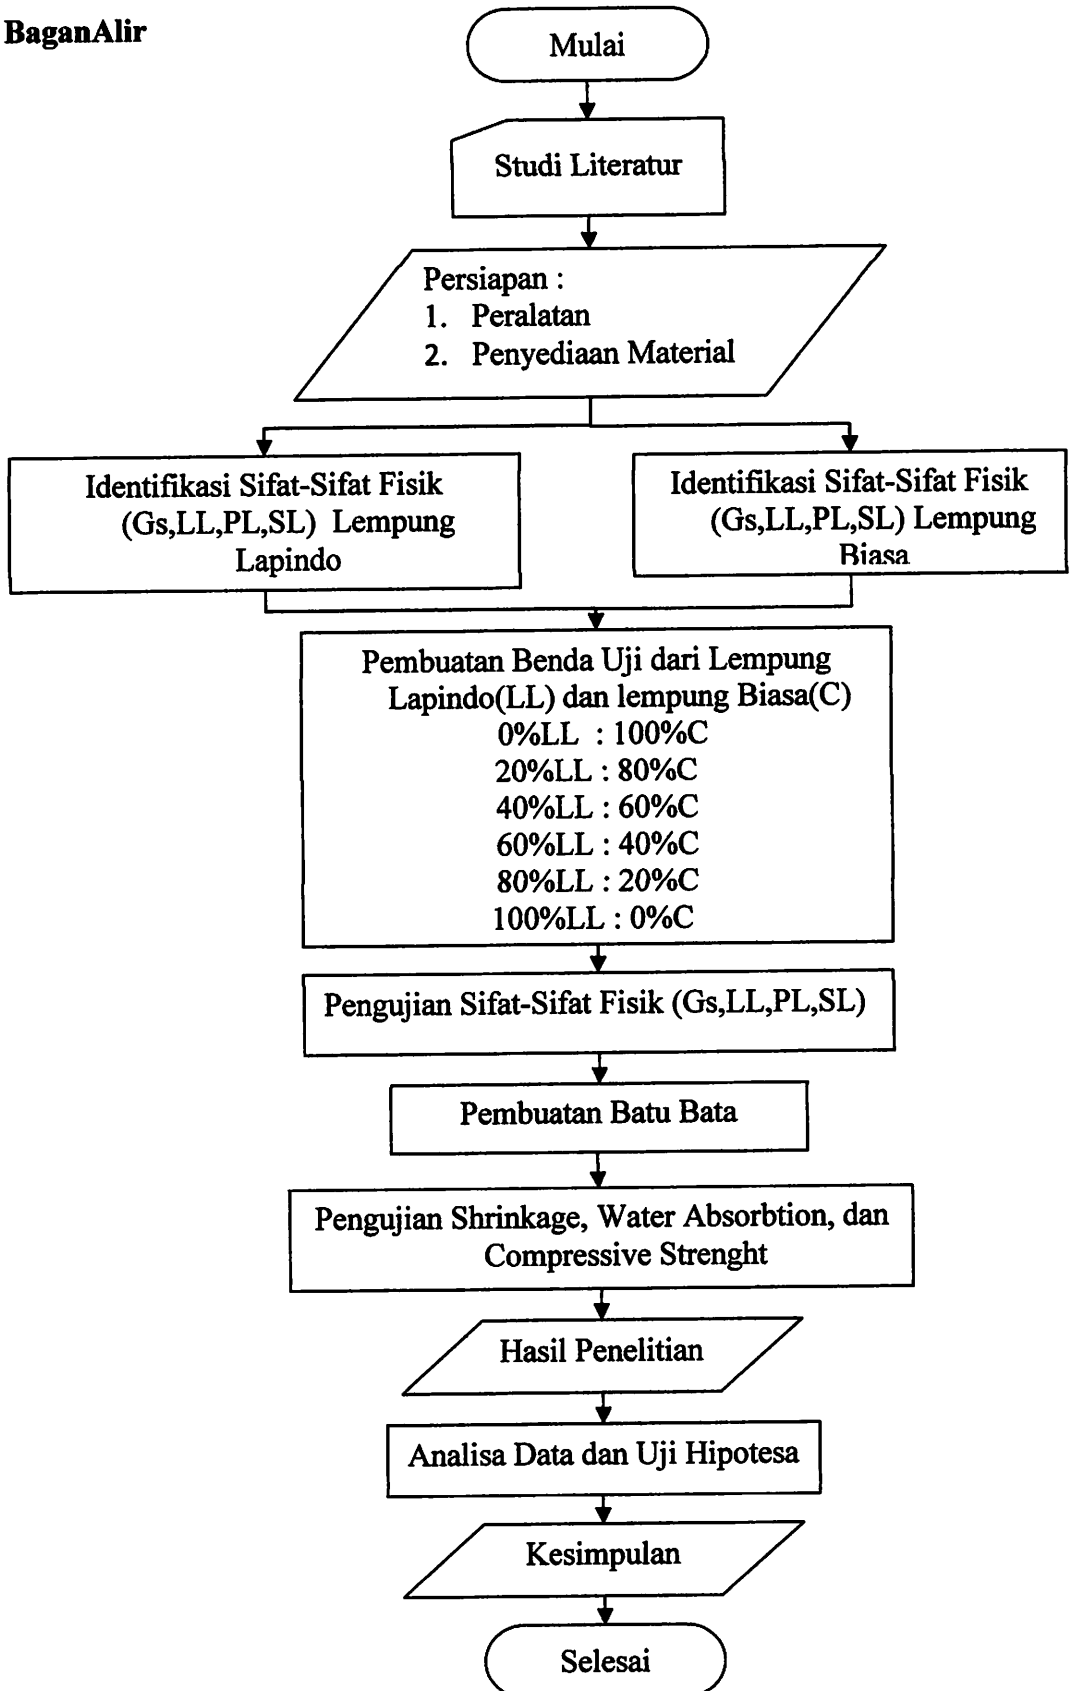 BaganAlir
Mulai
Studi Literatur
Persiapan :
1. Peralatan
2. Penyediaan Material
Identifikasi Sifat-Sifat Fisik
(Gs,LL,PL,SL) Lempung
Lapindo
Identifikasi Sifat-Sifat Fisik
(Gs,LL,PL,SL) Lempung
Biasa
Pembuatan Benda Uji dari Lempung
Lapindo(LL) dan lempung Biasa(C)
0%LL : 100%C
20%LL : 80%C
40%LL : 60%C
60%LL : 40%C
80%LL : 20%C
100%LL : 0%C
Pengujian Sifat-Sifat Fisik (Gs,LL,PL,SL)
Pembuatan Batu Bata
Pengujian Shrinkage, Water Absorbtion, dan
Compressive Strenght
Hasil Penelitian
Analisa Data dan Uji Hipotesa
Kesimpulan
Selesai